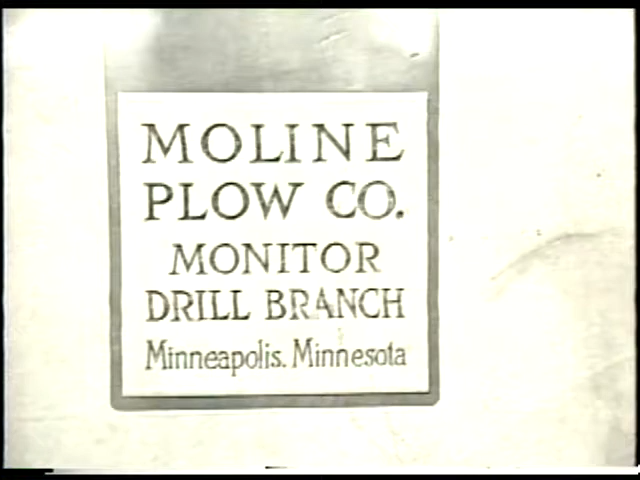 MOLINE
PLOW CO.
MONITOR
DRILL BRANCH
Minneapolis. Minnesota